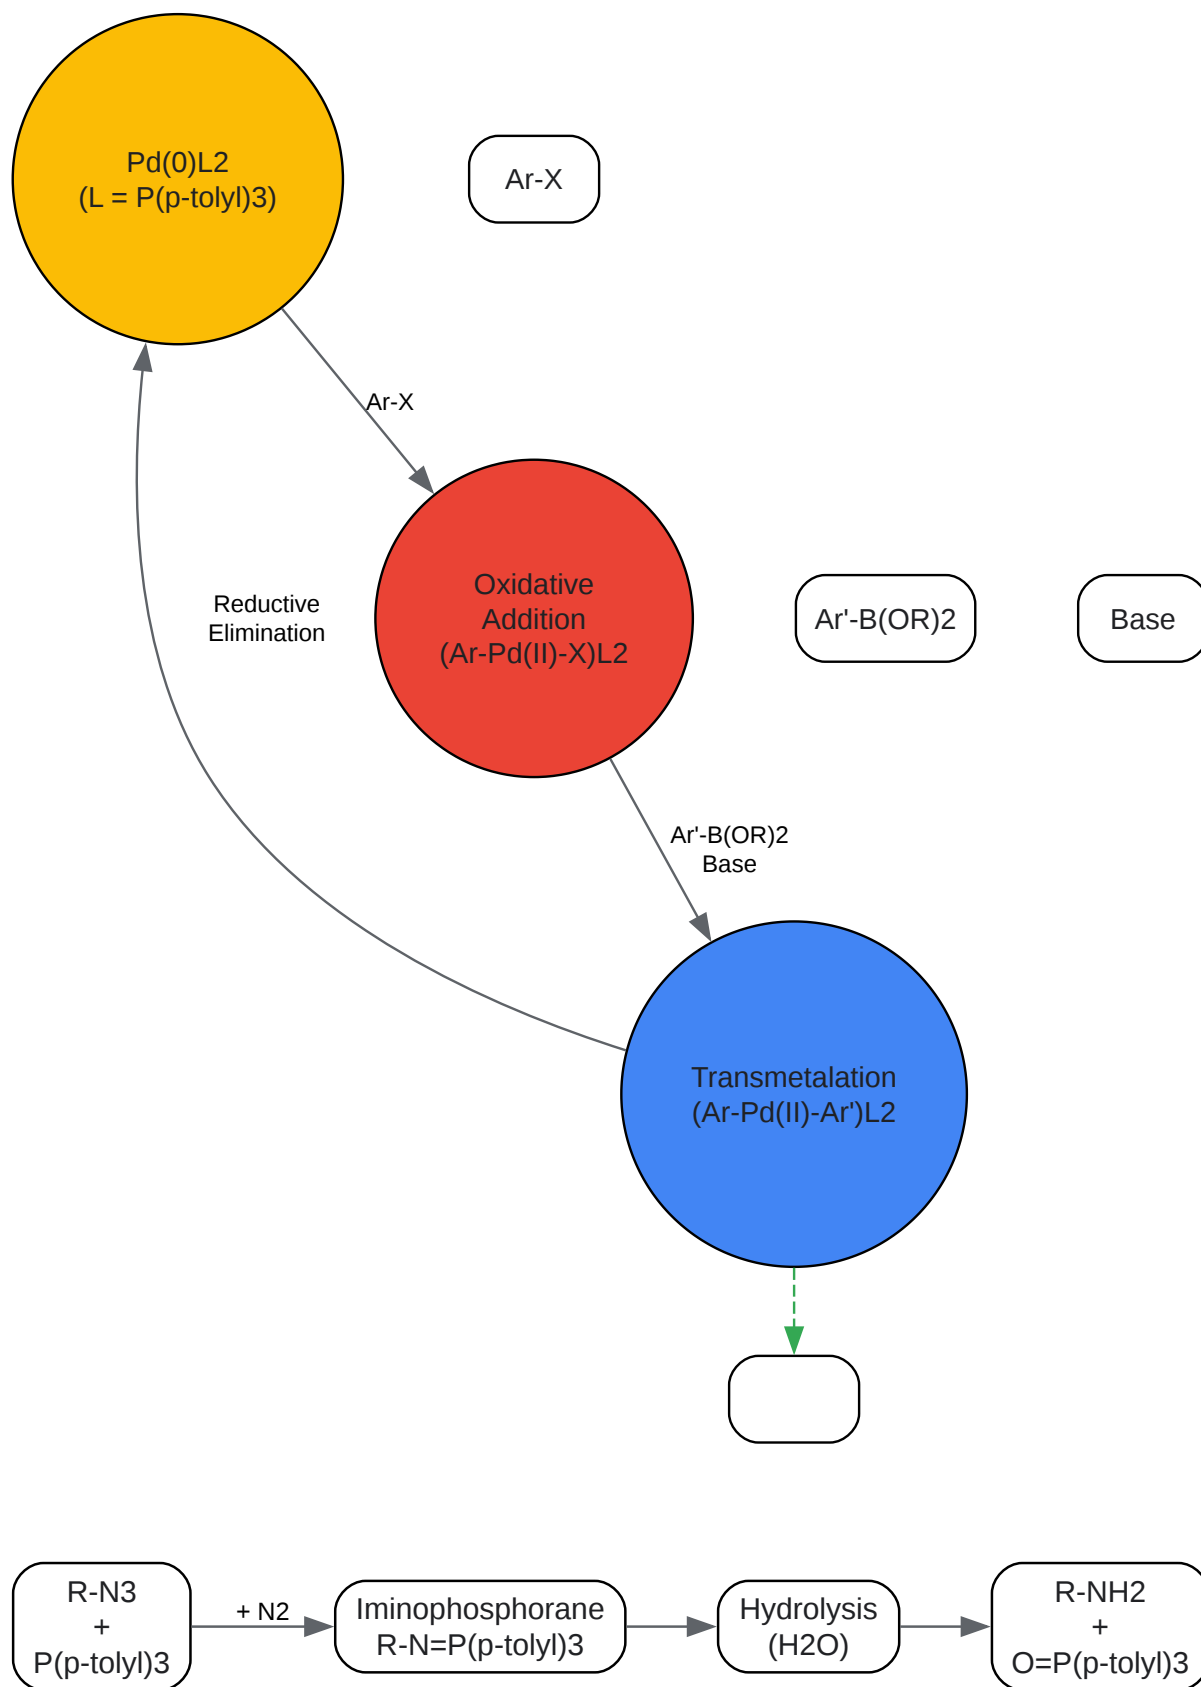 Pd(0)L2
(L = P(p-tolyl)3)
Ar-X
Ar-X
Oxidative
Addition
(Ar-Pd(II)-X)L2
Reductive
Elimination
Ar'-B(OR)2
Base
Ar'-B(OR)2
Base
Transmetalation
(Ar-Pd(II)-Ar')L2
R-N3
+
P(p-tolyl)3
+ N2
Iminophosphorane
R-N=P(p-tolyl)3
Hydrolysis
(H2O)
R-NH2
+
O=P(p-tolyl)3